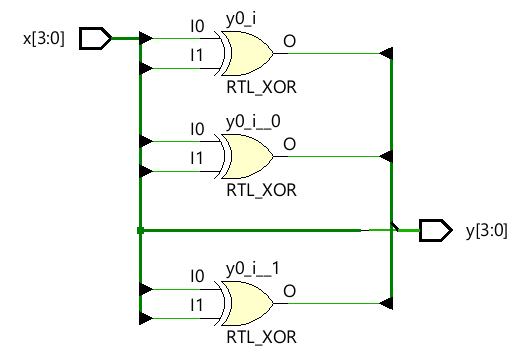 y0_i
x[3:0]
I0
O
I1
RTL_XOR
y0_i__0
I0
O
I1
RTL_XOR
y[3:0]
y0_i__1
I0
O
I1
RTL_XOR